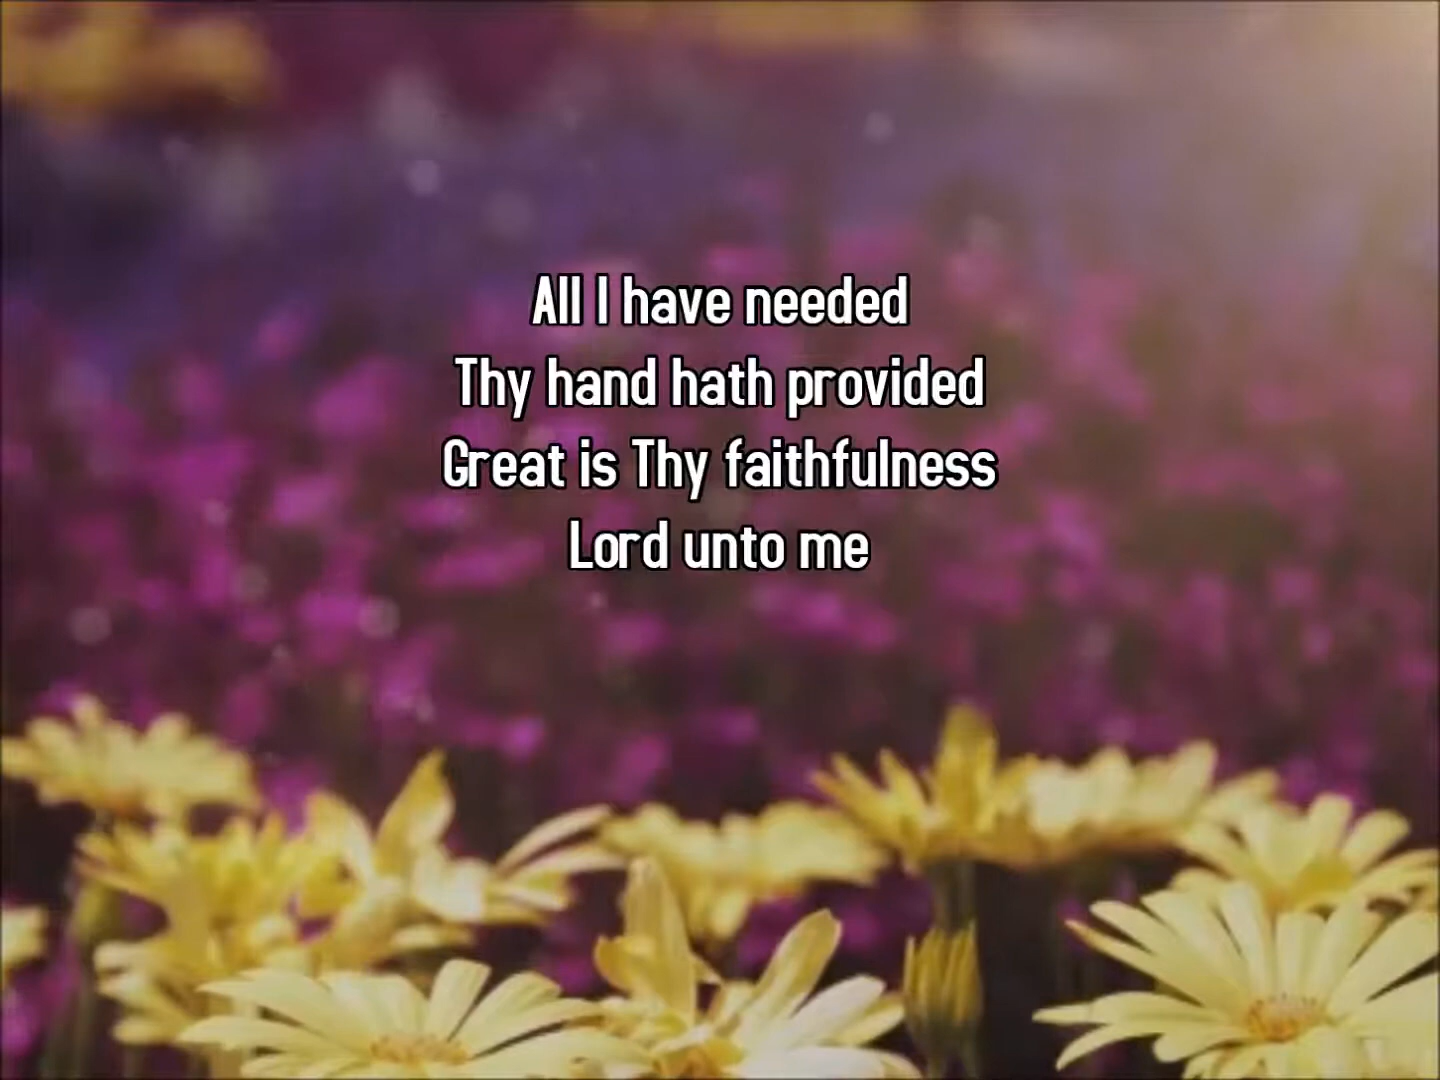 All I have needed
Thy hand hath provided
Great is Thy faithfulness
Lord unto me